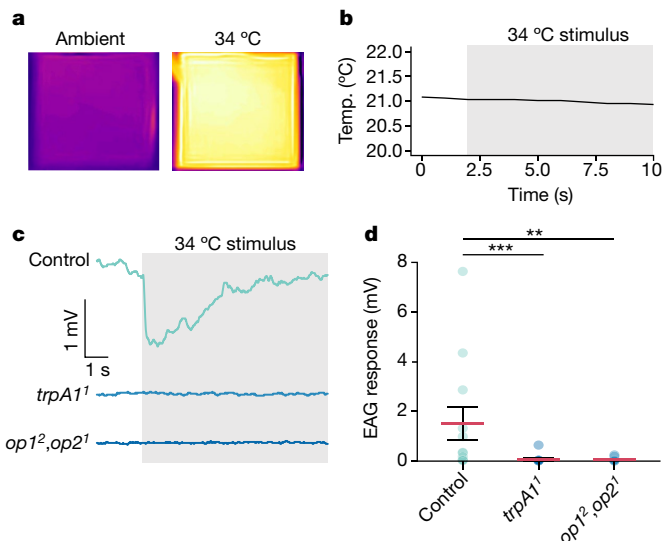 a
Ambient
34 ºC
b
34 ºC stimulus
Temp. (ºC)
22.0
21.5
21.0
20.5
20.0
0
2.5
5.0
7.5
10
Time (s)
c
34 ºC stimulus
Control
1 mV
1 s
trpA1¹
op1²,op2¹
d
**
***
EAG response (mV)
8
6
4
2
0
Control
trpA1¹
op1²,op2¹